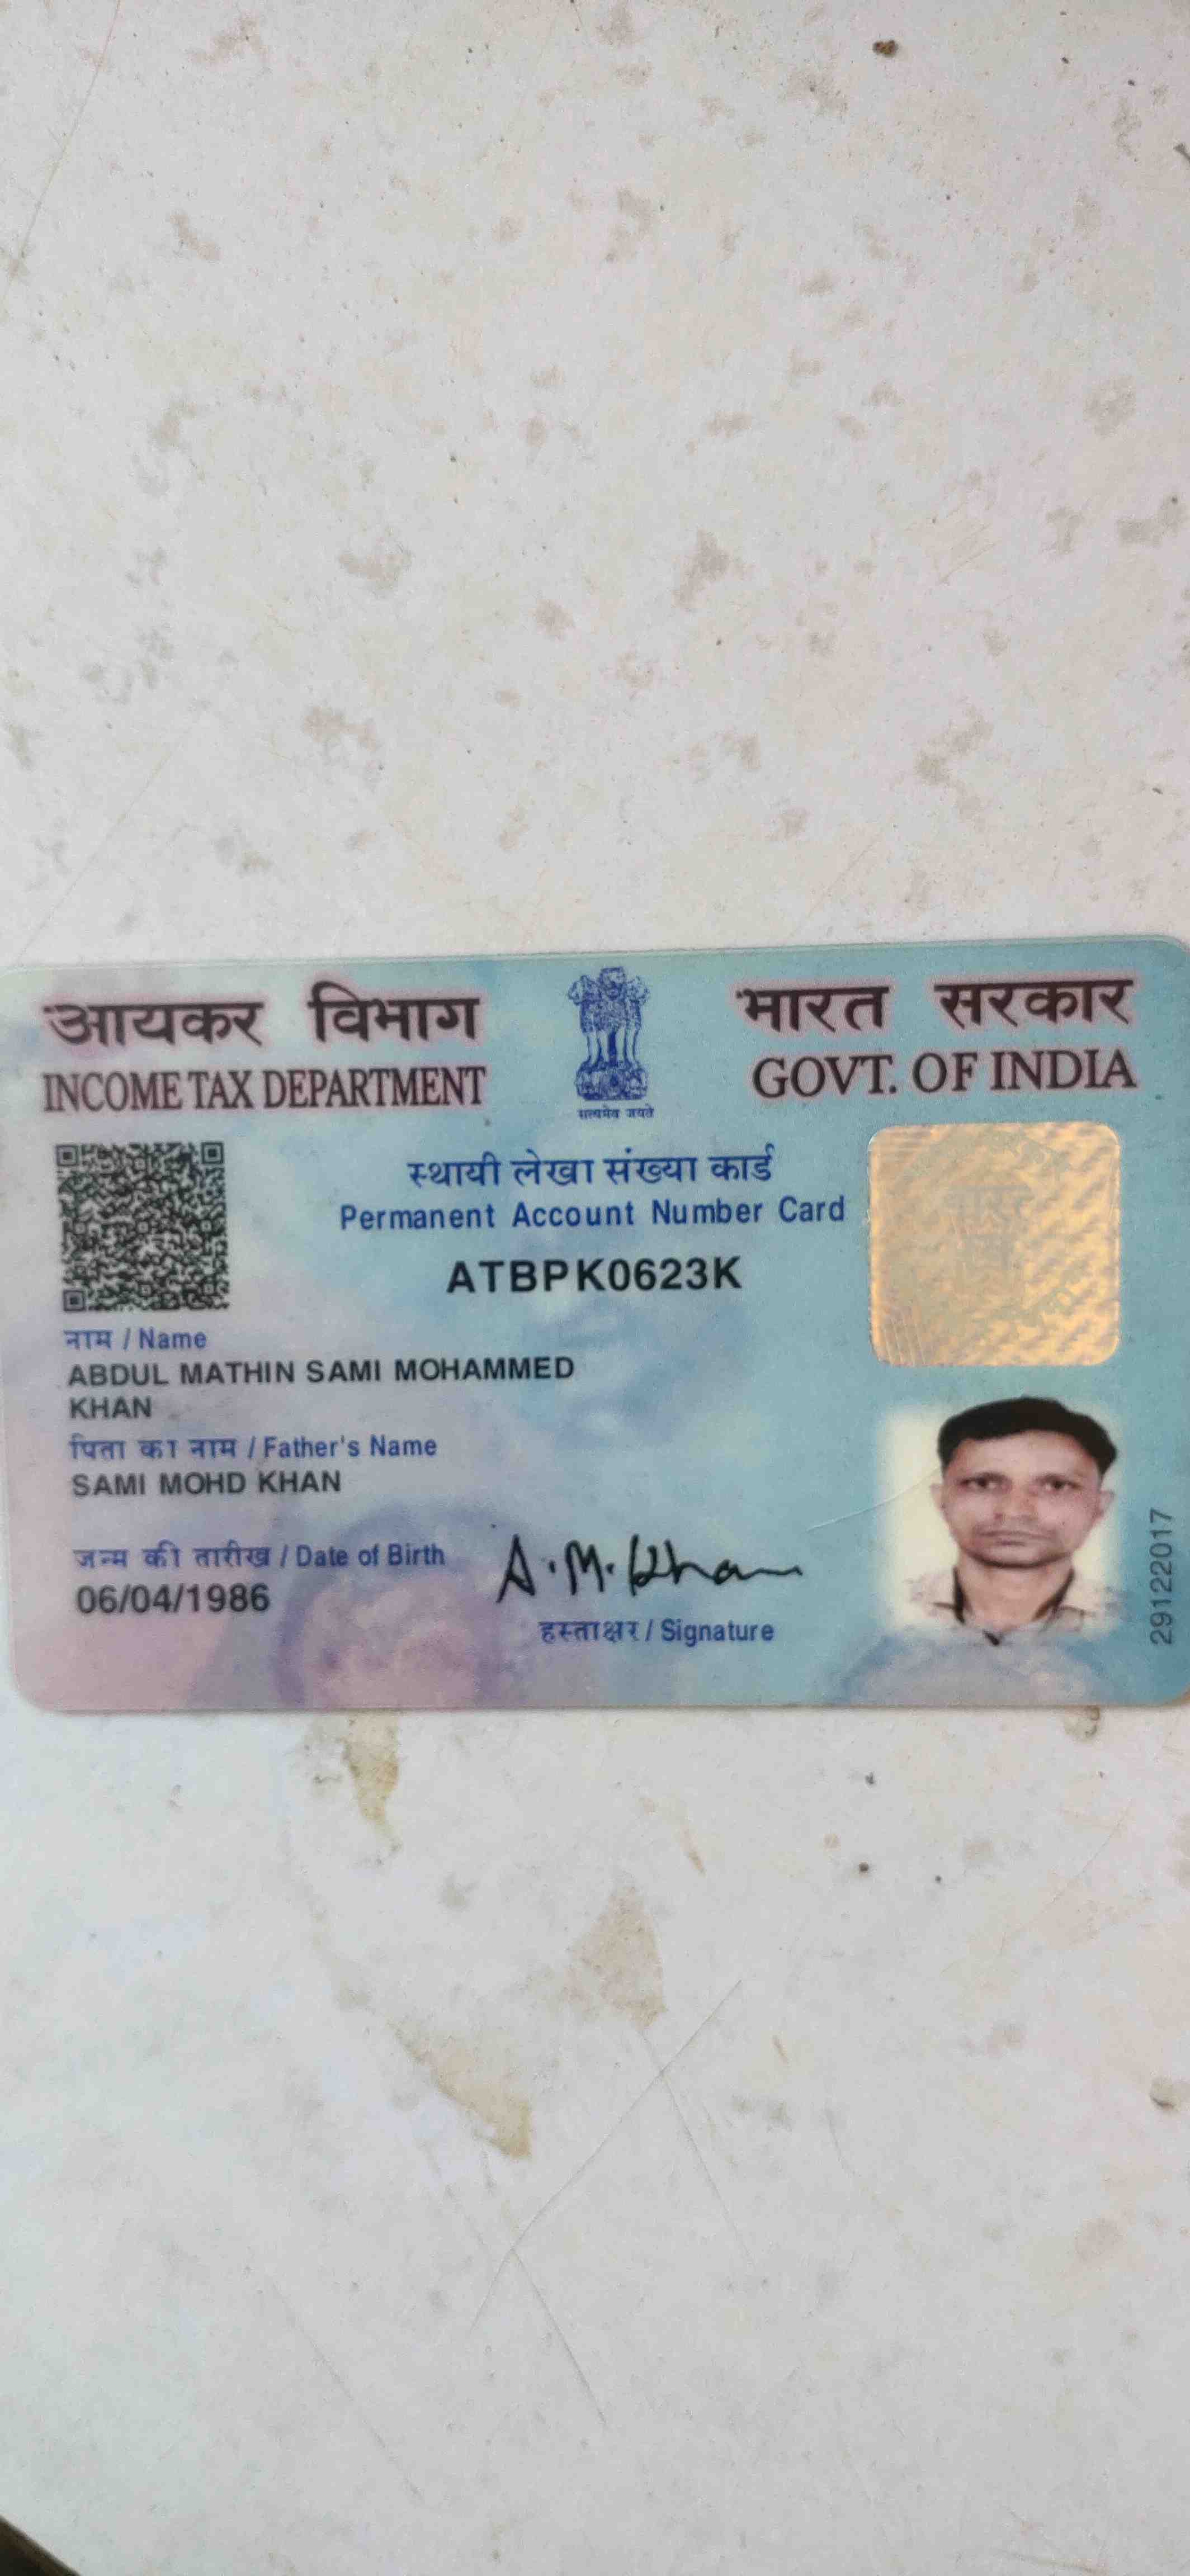 आयकर विभाग
INCOME TAX DEPARTMENT
सत्यमेव जयते
भारत सरकार
GOVT. OF INDIA
स्थायी लेखा संख्या कार्ड
Permanent Account Number Card
ATBPK0623K
नाम / Name
ABDUL MATHIN SAMI MOHAMMED
KHAN
पिता का नाम / Father's Name
SAMI MOHD KHAN
जन्म की तारीख / Date of Birth
06/04/1986
A.M.Khan
हस्ताक्षर / Signature
29122017